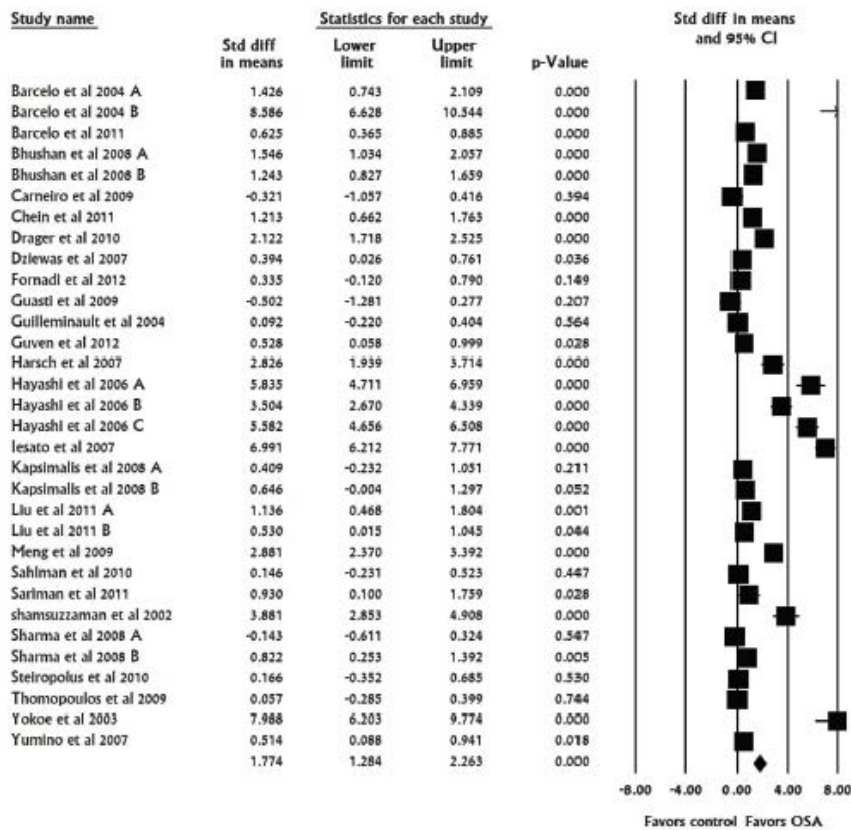 Study name Statistics for each study Std diff in means
and 95% CI
Std diff Lower Upper
in means limit limit p-Value
Barcelo et al 2004 A 1.426 0.743 2.109 0.000
Barcelo et al 2004 B 8.586 6.628 10.544 0.000
Barcelo et al 2011 0.625 0.365 0.885 0.000
Bhushan et al 2008 A 1.546 1.034 2.057 0.000
Bhushan et al 2008 B 1.243 0.827 1.659 0.000
Carneiro et al 2009 -0.321 -1.057 0.416 0.394
Chein et al 2011 1.213 0.662 1.763 0.000
Drager et al 2010 2.122 1.718 2.525 0.000
Dziewas et al 2007 0.394 0.026 0.761 0.036
Fornadi et al 2012 0.335 -0.120 0.790 0.149
Guasti et al 2009 -0.502 -1.281 0.277 0.207
Guilleminault et al 2004 0.092 -0.220 0.404 0.564
Guven et al 2012 0.528 0.058 0.999 0.028
Harsch et al 2007 2.826 1.939 3.714 0.000
Hayashi et al 2006 A 5.835 4.711 6.959 0.000
Hayashi et al 2006 B 3.504 2.670 4.339 0.000
Hayashi et al 2006 C 5.582 4.656 6.508 0.000
Iesato et al 2007 6.991 6.212 7.771 0.000
Kapsimalis et al 2008 A 0.409 -0.232 1.051 0.211
Kapsimalis et al 2008 B 0.646 -0.004 1.297 0.052
Liu et al 2011 A 1.136 0.468 1.804 0.001
Liu et al 2011 B 0.530 0.015 1.045 0.044
Meng et al 2009 2.881 2.370 3.392 0.000
Sahlman et al 2010 0.146 -0.231 0.523 0.447
Sariman et al 2011 0.930 0.100 1.759 0.028
shamsuzzaman et al 2002 3.881 2.853 4.908 0.000
Sharma et al 2008 A -0.143 -0.611 0.324 0.547
Sharma et al 2008 B 0.822 0.253 1.392 0.005
Steiropolus et al 2010 0.166 -0.352 0.685 0.530
Thomopoulos et al 2009 0.057 -0.285 0.399 0.744
Yokoe et al 2003 7.988 6.203 9.774 0.000
Yumino et al 2007 0.514 0.088 0.941 0.018
1.774 1.284 2.263 0.000
-8.00 -4.00 0.00 4.00 8.00
Favors control Favors OSA